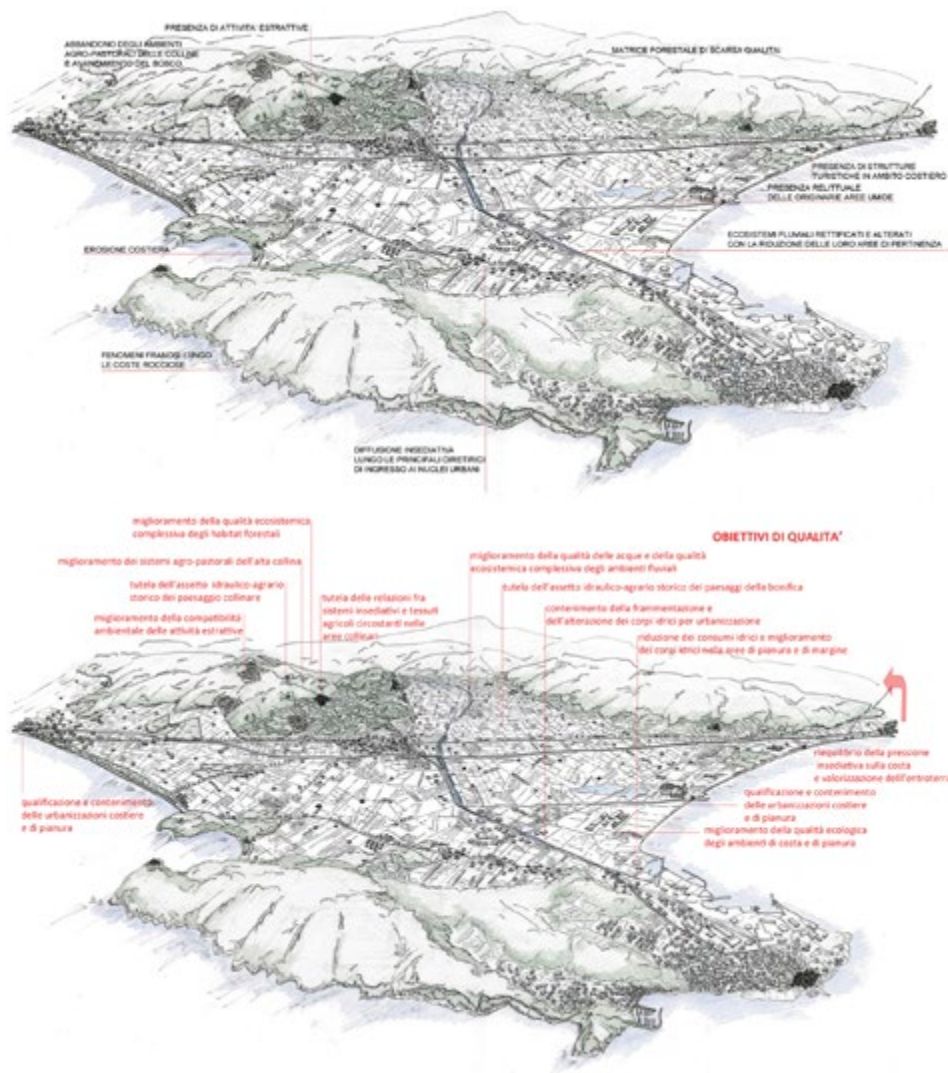 PRESENZA DI ATTIVITA' ESTRATTIVE
ABBANDONO DEGLI AMBIENTI
AGRO-PASTORALI DELLE COLLINE
E AVANZAMENTO DEL BOSCO
MATRICE FORESTALE DI SCARSA QUALITA'
PRESENZA DI STRUTTURE
TURISTICHE IN AMBITO COSTIERO
PRESENZA RELITTUALE
DELLE ORIGINARIE AREE UMIDE
ECOSISTEMI FLUVIALI RETTIFICATI E ALTERATI
CON LA RIDUZIONE DELLE LORO AREE DI PERTINENZA
EROSIONE COSTIERA
FENOMENI FRANOSI LUNGO
LE COSTE ROCCIOSE
DIFFUSIONE INSEDIATIVA
LUNGO LE PRINCIPALI DIRETTRICI
DI INGRESSO AI NUCLEI URBANI
OBIETTIVI DI QUALITA'
miglioramento della qualità ecosistemica
complessiva degli habitat forestali
miglioramento dei sistemi agro-pastorali dell'alta collina
tutela dell'assetto idraulico agrario
storico dei paesaggio collinare
miglioramento della compatibilità
ambientale delle attività estrattive
tutela delle relazioni fra
sistemi insediativi e tessuti
agricoli circostanti nelle
aree collinari
miglioramento della qualità delle acque e della qualità
ecosistemica complessiva degli ambienti fluviali
tutela dell'assetto idraulico-agrario storico dei paesaggi della bonifica
contenimento della frammentazione e
dell'alterazione dei corpi idrici per urbanizzazione
riduzione dei consumi idrici e miglioramento
dei corpi idrici nella aree di pianura e di margine
riequilibrio della pressione
insediativa sulla costa
e valorizzazione dell'entroterr
qualificazione e contenimento
delle urbanizzazioni costiere
e di pianura
qualificazione e contenimento
delle urbanizzazioni costiere
e di pianura
miglioramento della qualità ecologica
degli ambienti di costa e di pianura